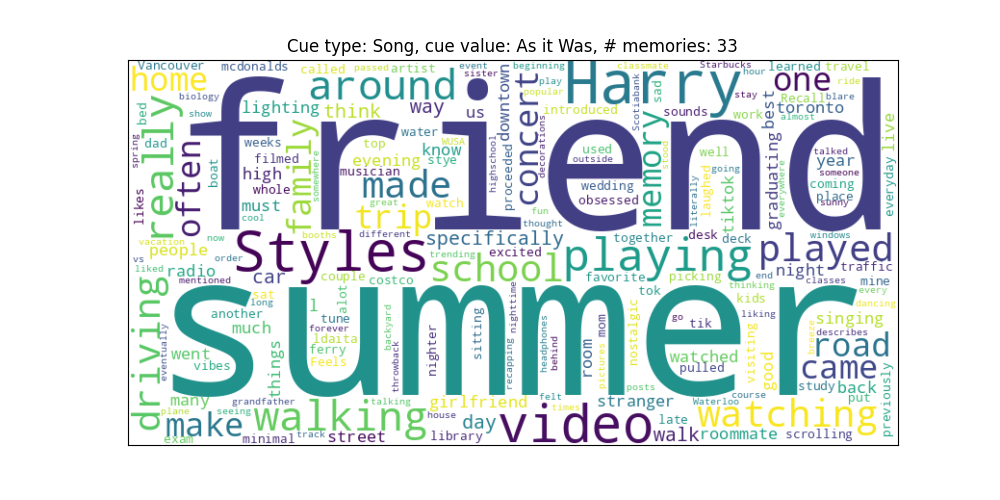 Cue type: Song, cue value: As it Was, # memories: 33
Vancouver mcdonalds called passed artist event beginning classmate Starbucks hour learned travel
home around sister play popular Harry sad one ride
biology lighting think way us downtown concert introduced Scotiabank sounds stay best Recall blare
bed show water WUSA decorations memory work toronto almost
spring dad weeks top know stye highschool proceeded used outside well talked live
really often friend
boat filmed family evening musician wedding literally laughed going graduating year someone everyday
likes high somewhere made watch obsessed tiktok everywhere coming place
whole great fun sunny
must cool trip thought
vacation people now booths different specifically together desk deck played windows
vs order Styles trending excited playing night traffic
liked radio mentioned car couple costco school favorite picking end classes mine
driving sat long l alot tok thinking kids every
another tune backyard nighttime nostalgic go liking dancing
summer
much forever sitting headphones mom tik singing
eventually went ldaita nighter behind room watched visiting describes road
vibes things ferry Feels throwback recapping pictures pulled good breeze came
many grandfather talking girlfriend felt posts course study back
plane seeing walking house times stranger Waterloo put previously
make day video late watching
exam minimal track street library walk roommate scrolling